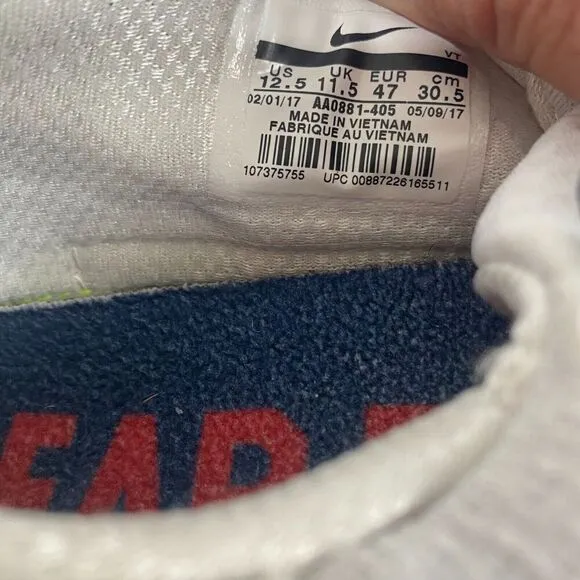 VT
US UK EUR cm
12.5 11.5 47 30.5
02/01/17 AA0881-405 05/09/17
MADE IN VIETNAM
FABRIQUE AU VIETNAM
107375755 UPC 00887226165511
EAR